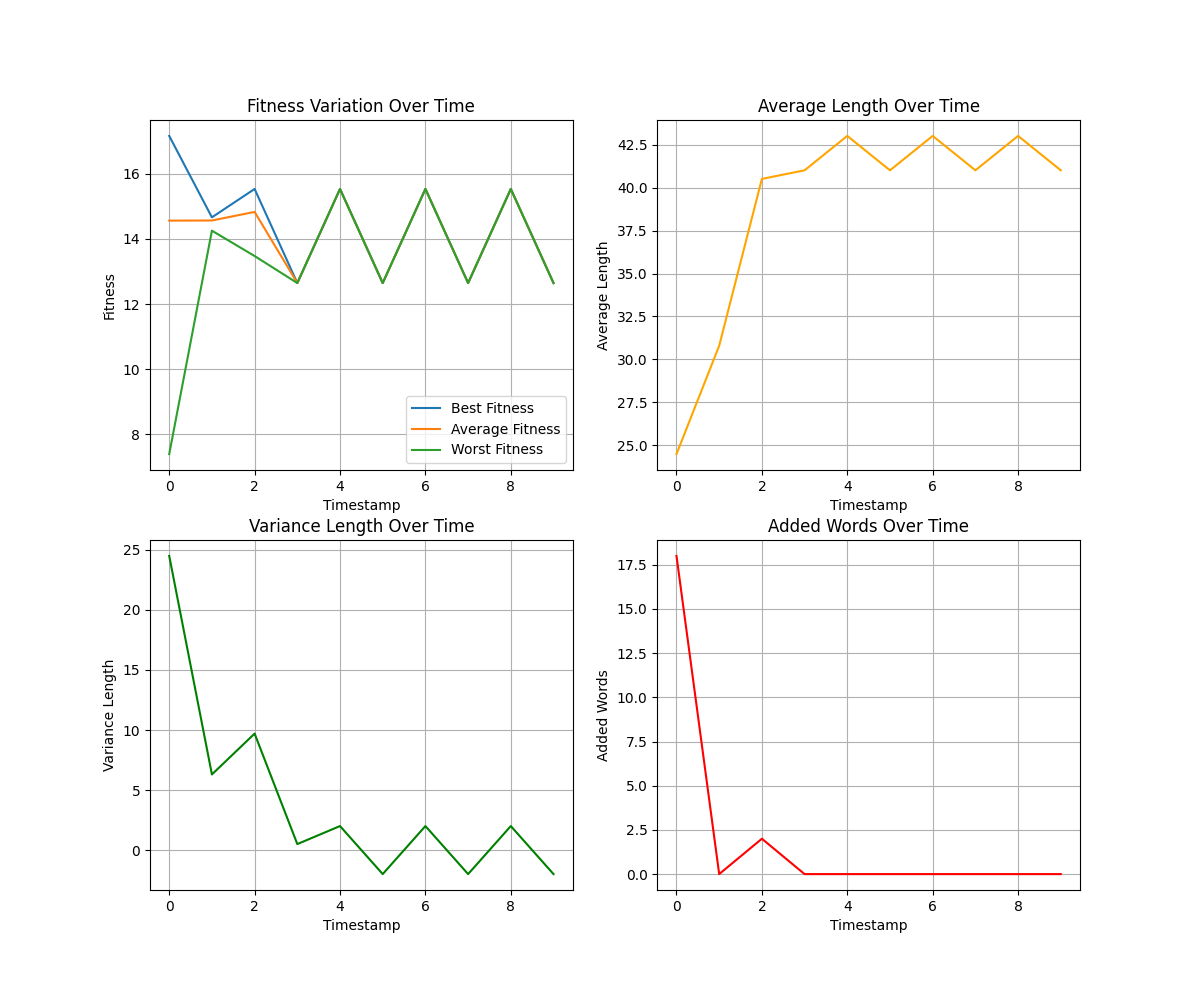 Fitness Variation Over Time
16
14
12
10
8
Fitness
0 2 4 6 8
Timestamp
Best Fitness
Average Fitness
Worst Fitness
Average Length Over Time
42.5
40.0
37.5
35.0
32.5
30.0
27.5
25.0
Average Length
0 2 4 6 8
Timestamp
Variance Length Over Time
25
20
15
10
5
0
Variance Length
0 2 4 6 8
Timestamp
Added Words Over Time
17.5
15.0
12.5
10.0
7.5
5.0
2.5
0.0
Added Words
0 2 4 6 8
Timestamp